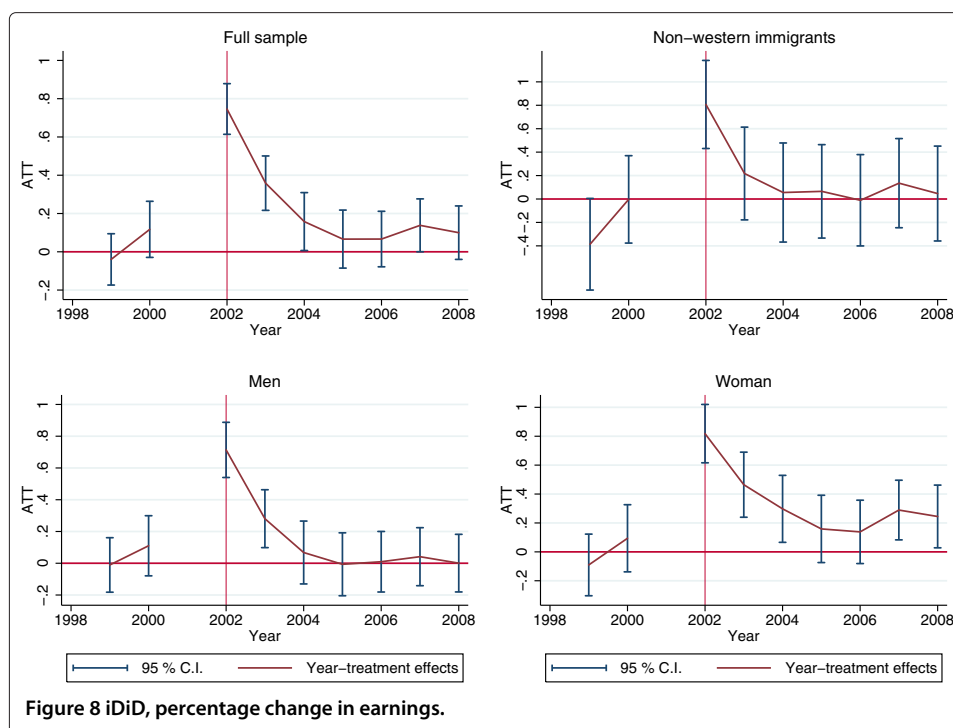 Full sample
ATT
1
.8
.6
.4
.2
0
-.2
1998 2000 2002 2004 2006 2008
Year
Non-western immigrants
ATT
1
.8
.6
.4
.2
0
-.2
-.4
1998 2000 2002 2004 2006 2008
Year
Men
ATT
1
.8
.6
.4
.2
0
-.2
1998 2000 2002 2004 2006 2008
Year
Woman
ATT
1
.8
.6
.4
.2
0
-.2
1998 2000 2002 2004 2006 2008
Year
95 % C.I. Year-treatment effects
95 % C.I. Year-treatment effects
Figure 8 iDiD, percentage change in earnings.